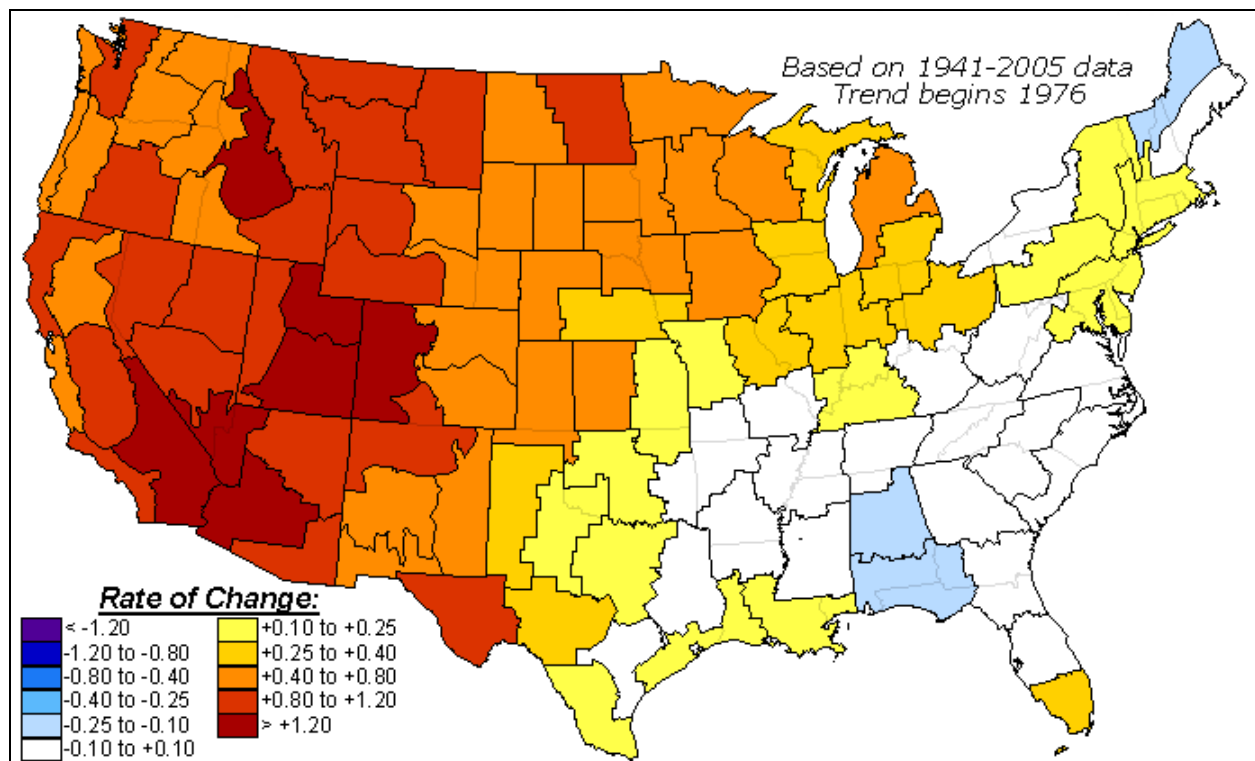 Based on 1941-2005 data
Trend begins 1976
Rate of Change:
< -1.20
-1.20 to -0.80
-0.80 to -0.40
-0.40 to -0.25
-0.25 to -0.10
-0.10 to +0.10
+0.10 to +0.25
+0.25 to +0.40
+0.40 to +0.80
+0.80 to +1.20
> +1.20